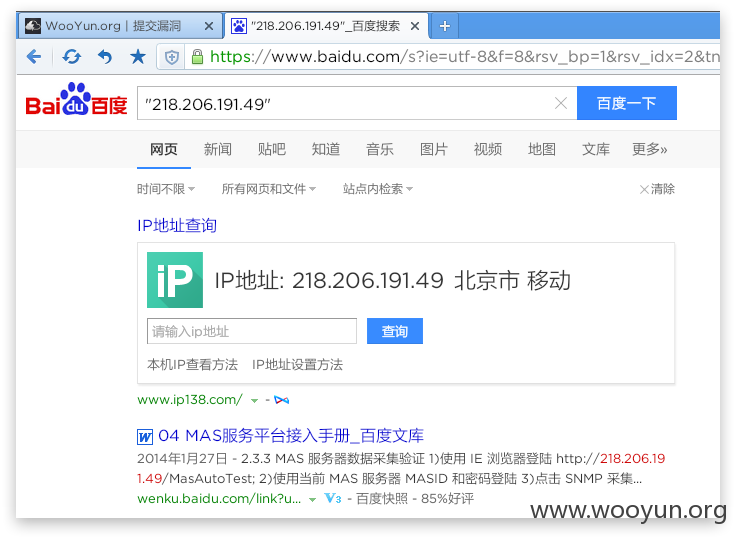 WooYun.org | 提交漏洞
"218.206.191.49"_百度搜索
https://www.baidu.com/s?ie=utf-8&f=8&rsv_bp=1&rsv_idx=2&tn
Bai du 百度
"218.206.191.49"
百度一下
网页 新闻 贴吧 知道 音乐 图片 视频 地图 文库 更多»
时间不限 所有网页和文件 站点内检索 清除
IP地址查询
iP IP地址: 218.206.191.49 北京市 移动
请输入ip地址 查询
本机IP查看方法 IP地址设置方法
www.ip138.com/ -
W 04 MAS服务平台接入手册_百度文库
2014年1月27日 - 2.3.3 MAS 服务器数据采集验证 1)使用 IE 浏览器登陆 http://218.206.19
1.49/MasAutoTest; 2)使用当前 MAS 服务器 MASID 和密码登陆 3)点击 SNMP 采集...
wenku.baidu.com/link?u... V3 - 百度快照 - 85%好评
www.wooyun.org